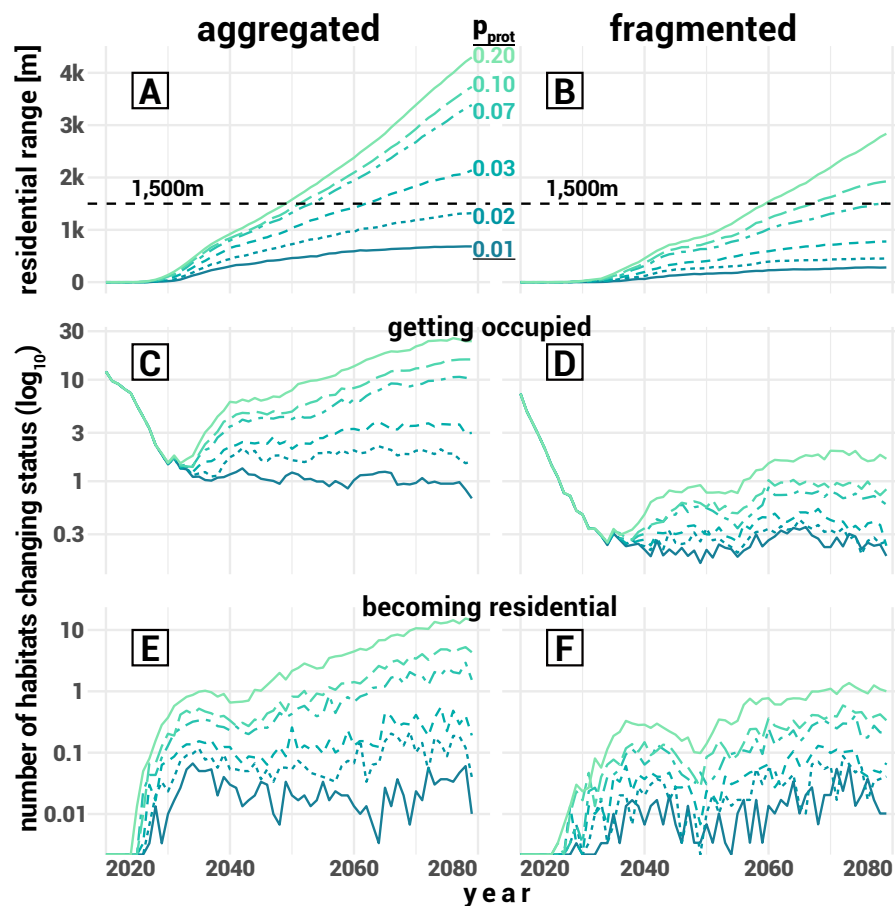 aggregated
p_prot
fragmented
residential range [m]
4k
3k
2k
1k
0
A
1,500m
0.20
0.10
0.07
0.03
0.02
0.01
B
1,500m
getting occupied
number of habitats changing status (log₁₀)
30
10
3
1
0.3
C
D
becoming residential
10
1
0.1
0.01
E
F
2020 2040 2060 2080 2020 2040 2060 2080
year